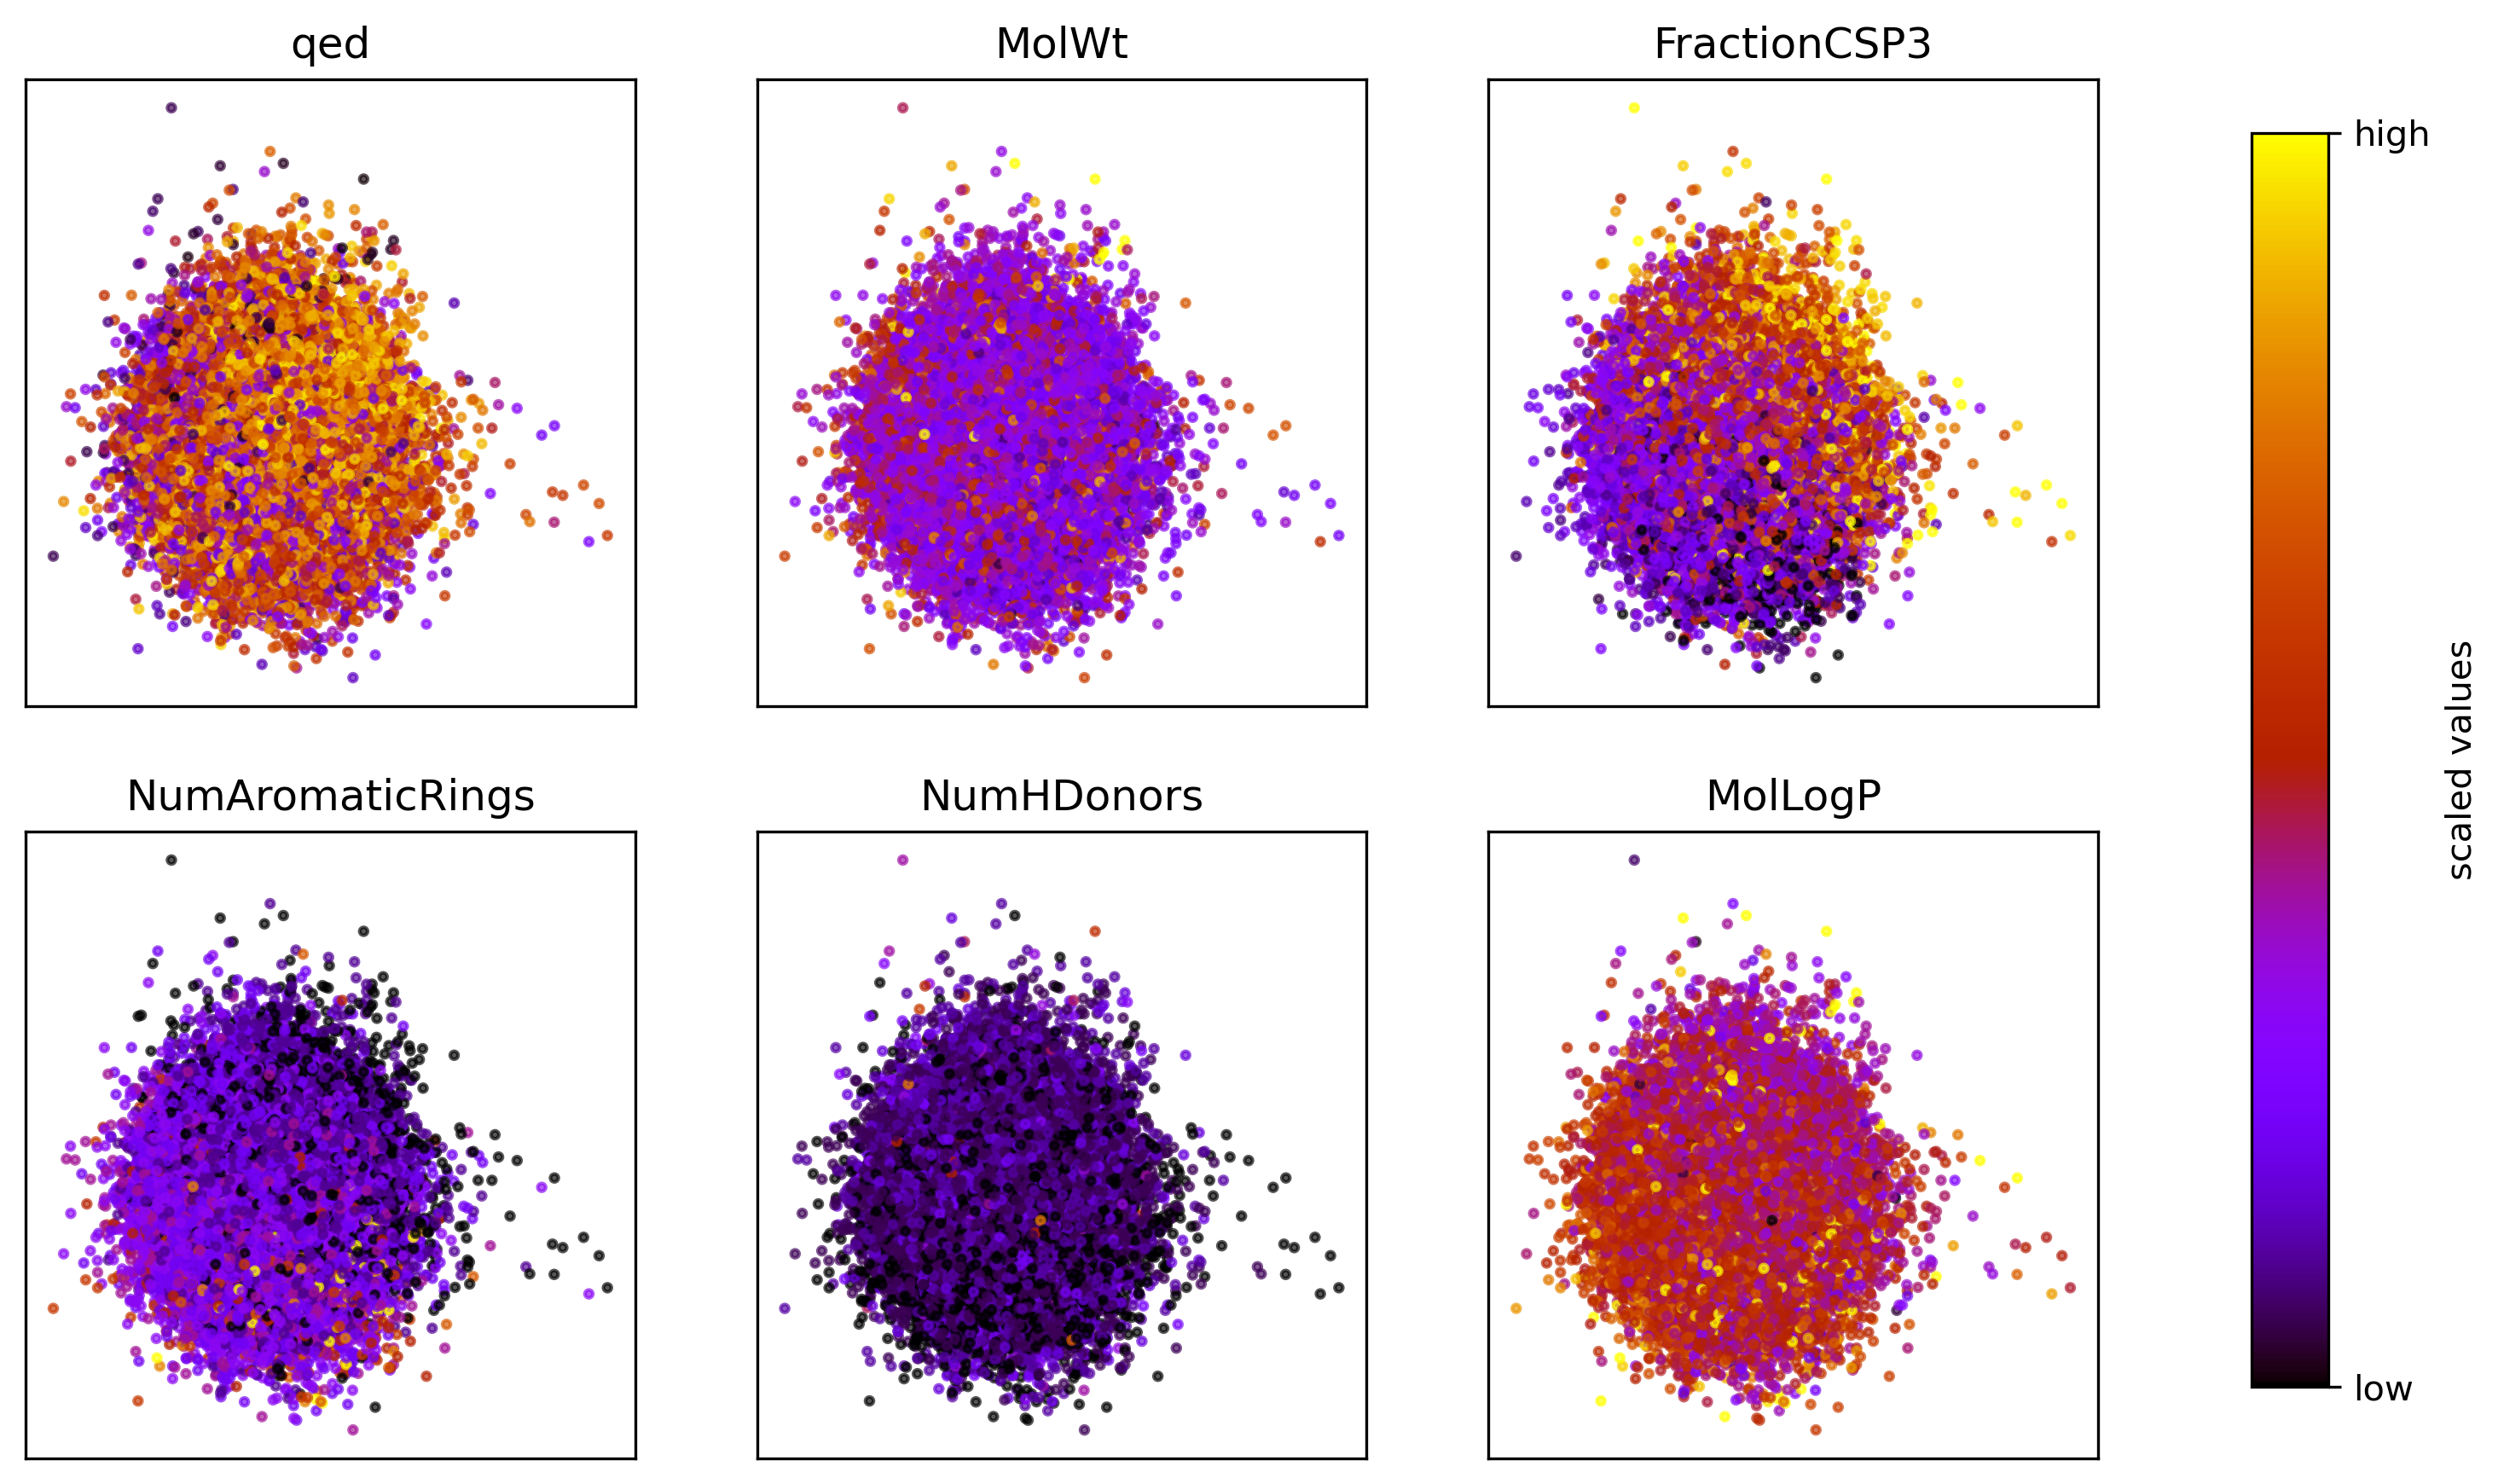 qed
MolWt
FractionCSP3
high
scaled values
NumAromaticRings
NumHDonors
MolLogP
low